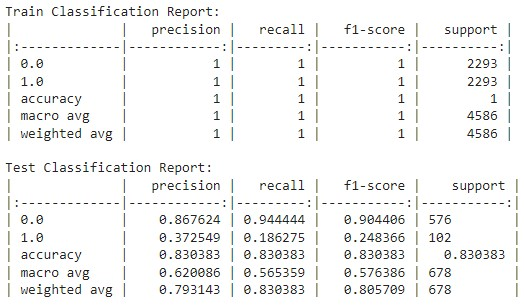 Train Classification Report:
|              |   precision |   recall |   f1-score |   support |
|:-------------|------------:|---------:|-----------:|----------:|
| 0.0          |           1 |        1 |          1 |      2293 |
| 1.0          |           1 |        1 |          1 |      2293 |
| accuracy     |           1 |        1 |          1 |         1 |
| macro avg    |           1 |        1 |          1 |      4586 |
| weighted avg |           1 |        1 |          1 |      4586 |
Test Classification Report:
|              |   precision |   recall |   f1-score |    support |
|:-------------|------------:|---------:|-----------:|-----------:|
| 0.0          |    0.867624 | 0.944444 |   0.904406 | 576        |
| 1.0          |    0.372549 | 0.186275 |   0.248366 | 102        |
| accuracy     |    0.830383 | 0.830383 |   0.830383 |   0.830383 |
| macro avg    |    0.620086 | 0.565359 |   0.576386 | 678        |
| weighted avg |    0.793143 | 0.830383 |   0.805709 | 678        |